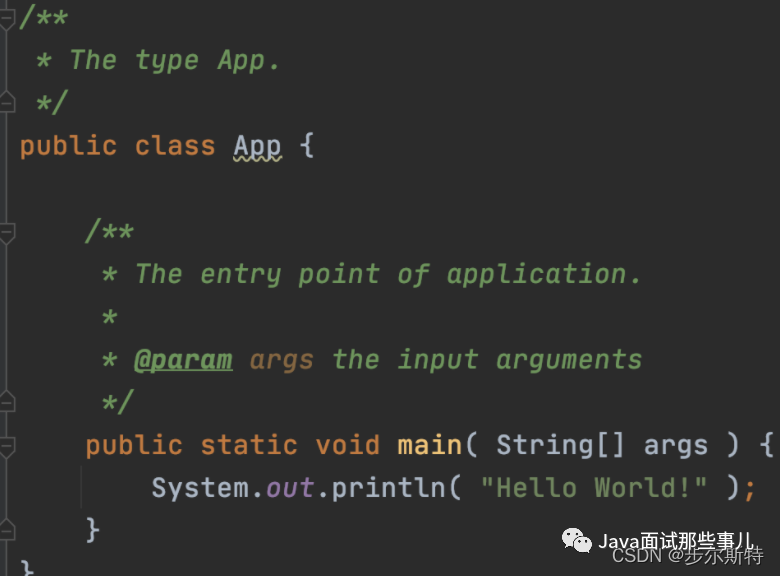 /**
 * The type App.
 */
public class App {
    /**
     * The entry point of application.
     *
     * @param args the input arguments
     */
    public static void main( String[] args ) {
        System.out.println( "Hello World!" );
    }
}
Java面试那些事儿
CSDN @步尔斯特